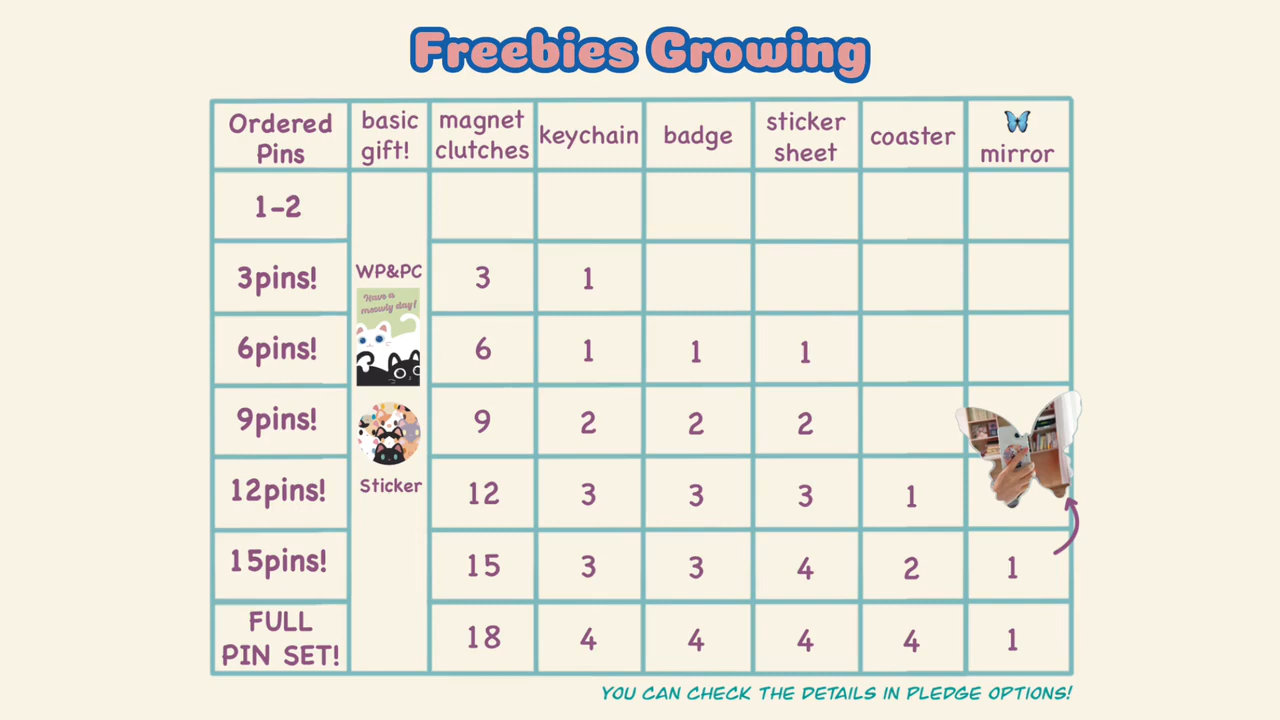 Freebies Growing
Ordered Pins basic gift! magnet clutches keychain badge sticker sheet coaster mirror
1-2
3pins! 3 1
WP&PC
Have a
meowly day!
6pins! 6 1 1 1
9pins! 9 2 2 2
Sticker
12pins! 12 3 3 3 1
15pins! 15 3 3 4 2 1
FULL PIN SET! 18 4 4 4 4 1
YOU CAN CHECK THE DETAILS IN PLEDGE OPTIONS!